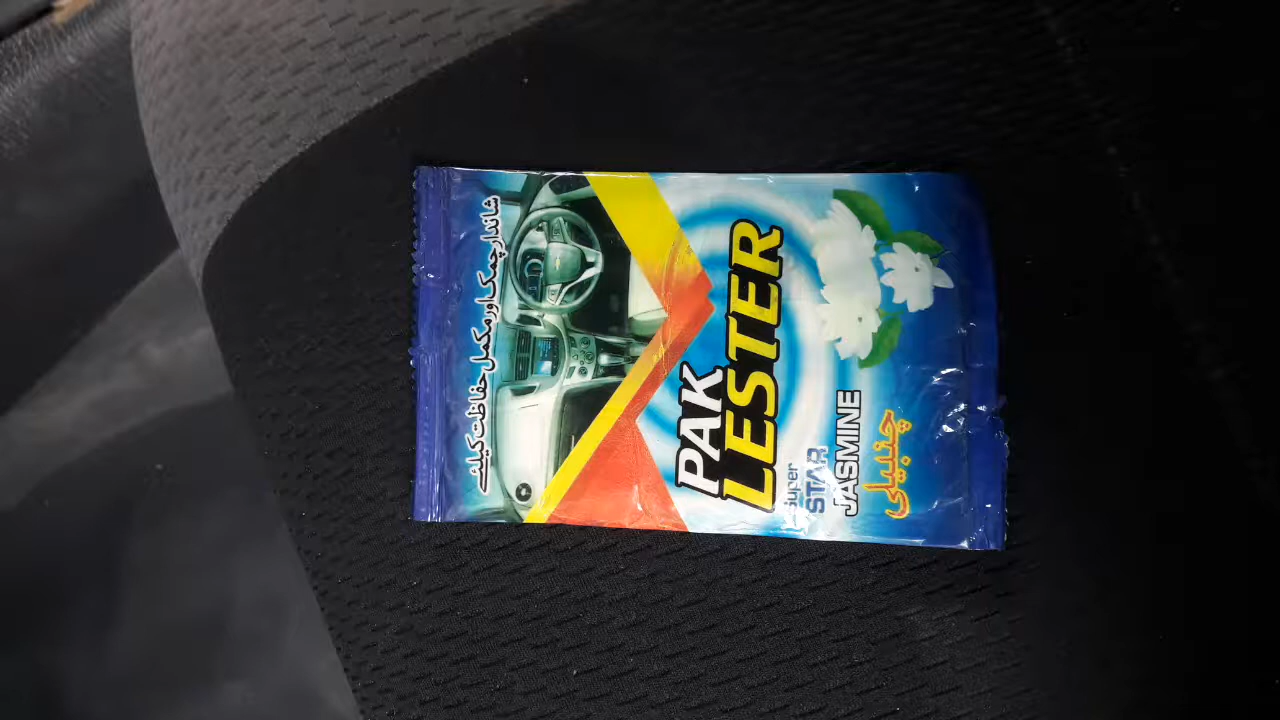 شاندار چمک اور مکمل حفاظت کیلئے
PAK
LESTER
Super
STAR
JASMINE
چنبیلی